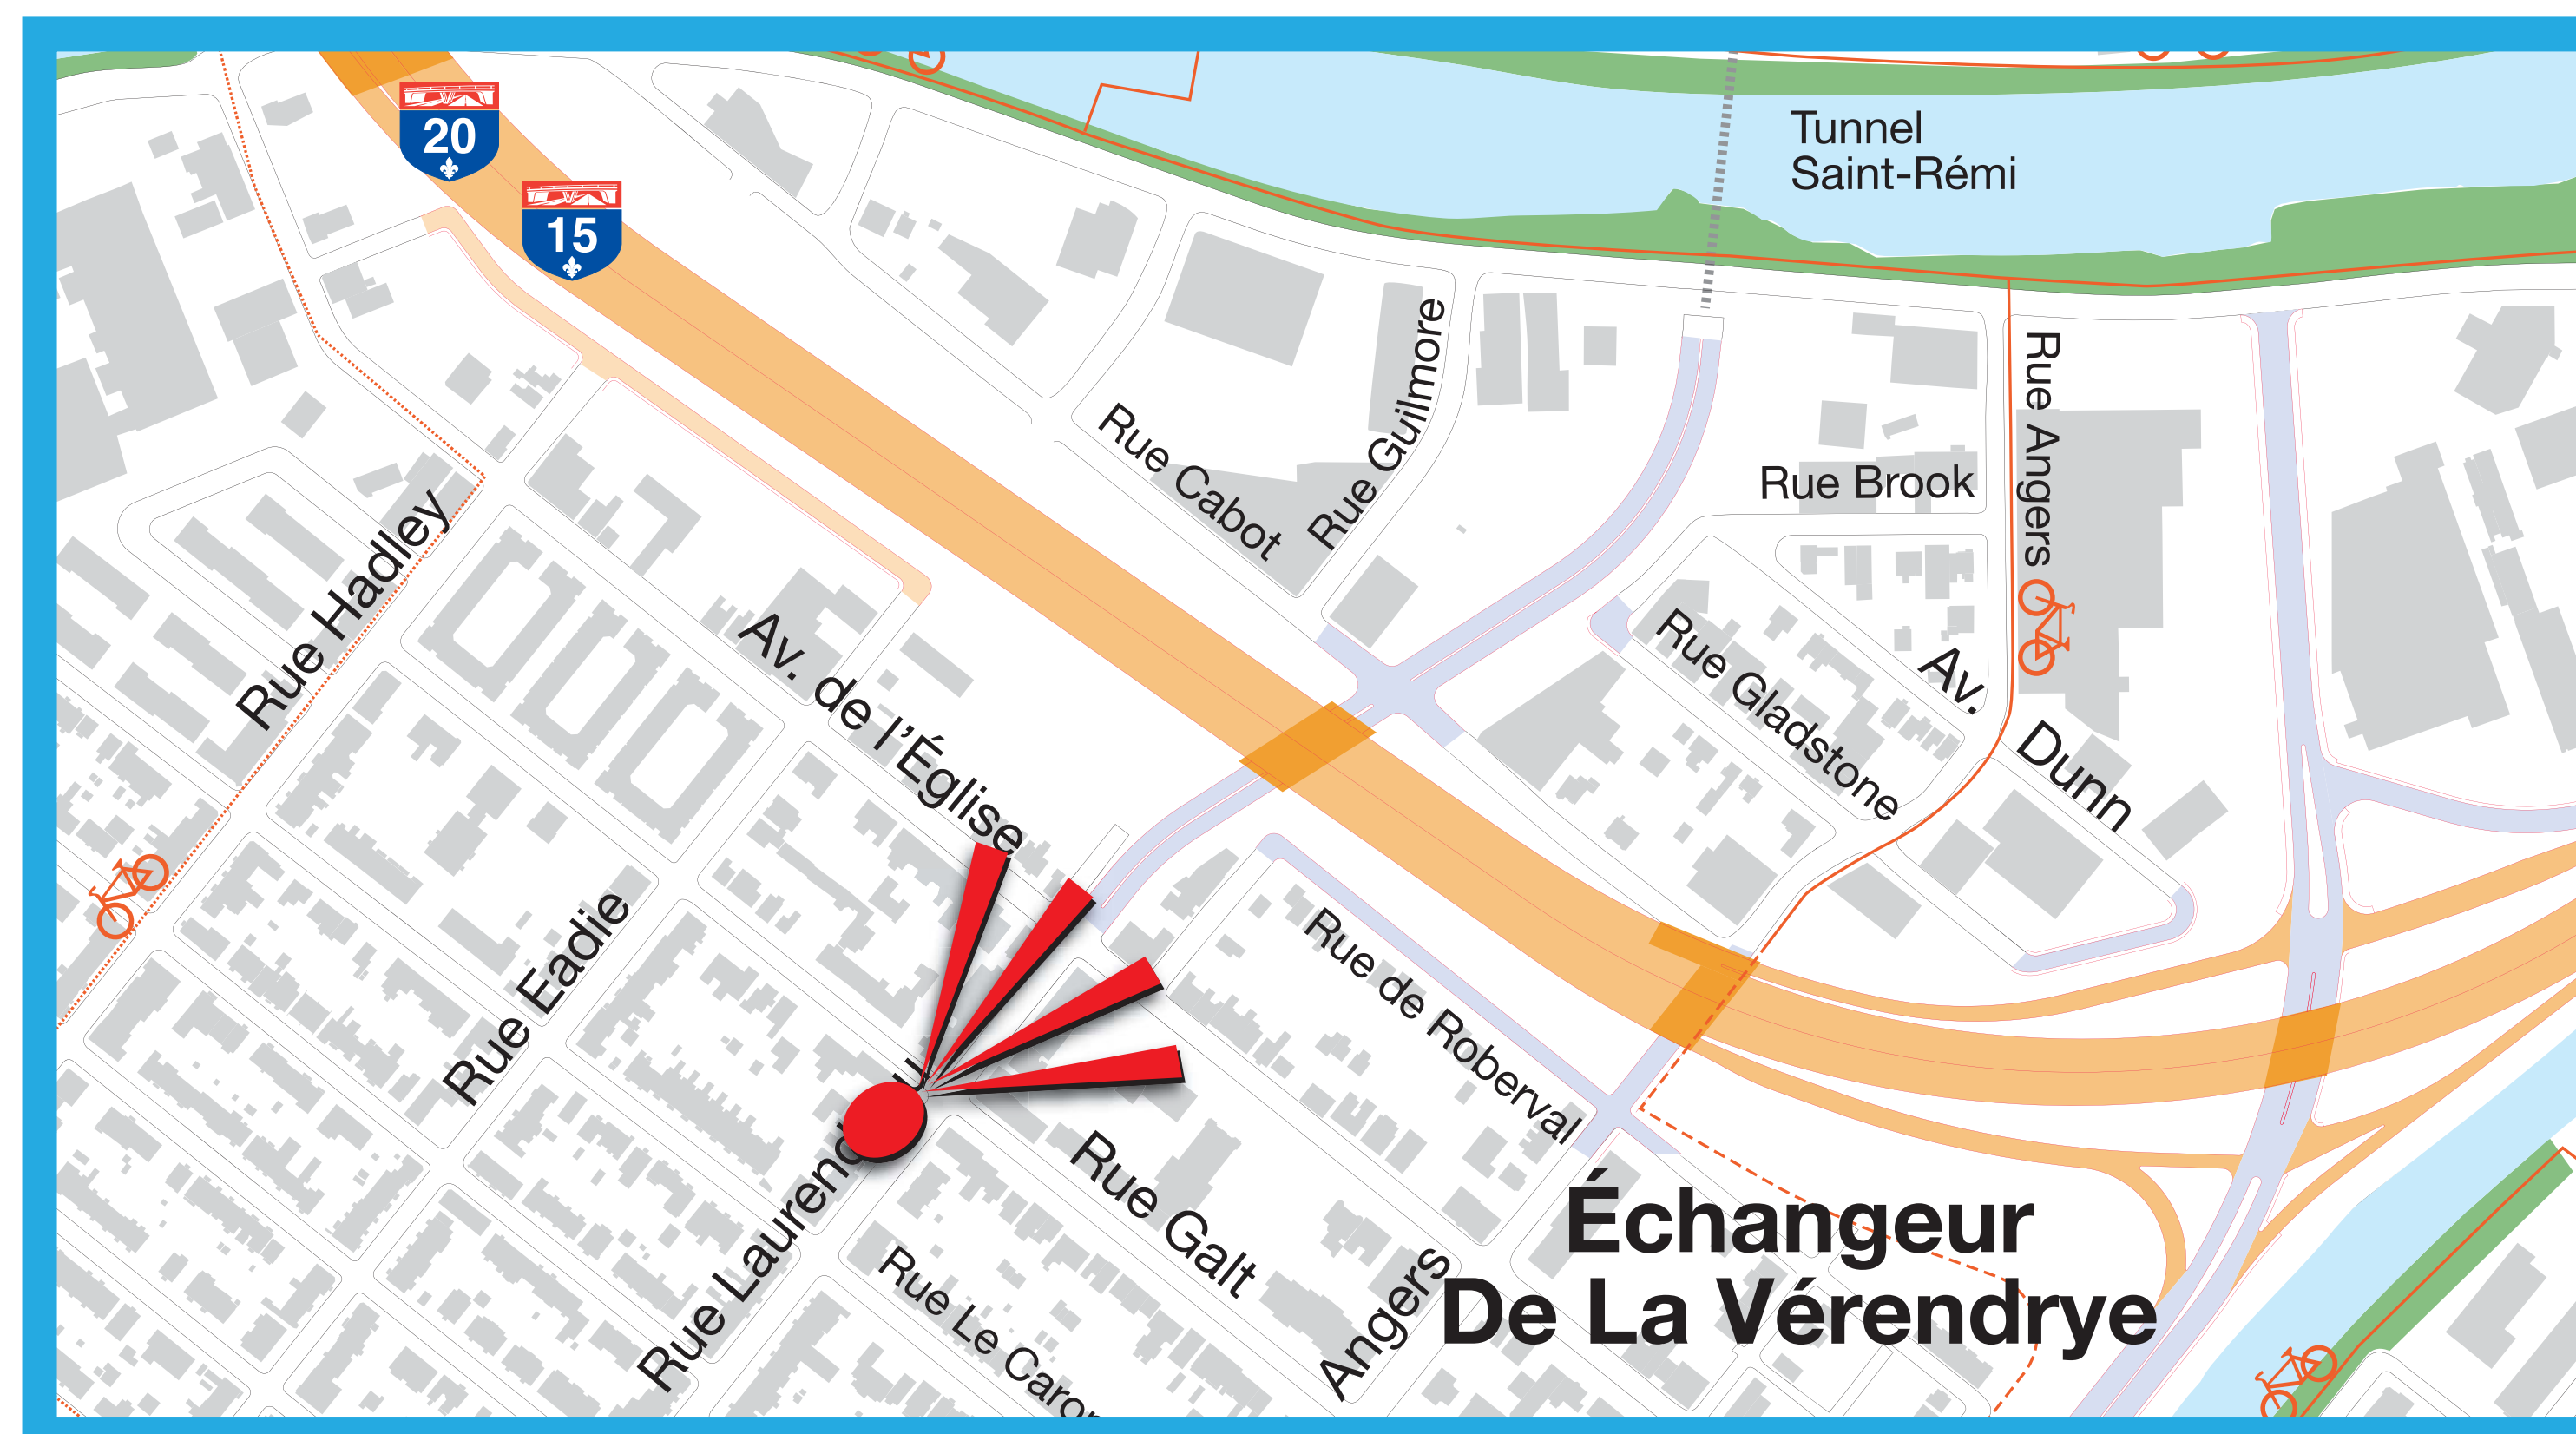 20
15
Tunnel
Saint-Rémi
Rue Cabot
Rue Guilmore
Rue Brook
Rue Angers
Rue Hadley
Av. de l'Église
Rue Gladstone
Av.
Dunn
Rue Eadie
Rue de Roberval
Rue Galt
Rue Le Caron
Angers
Échangeur
De La Vérendrye